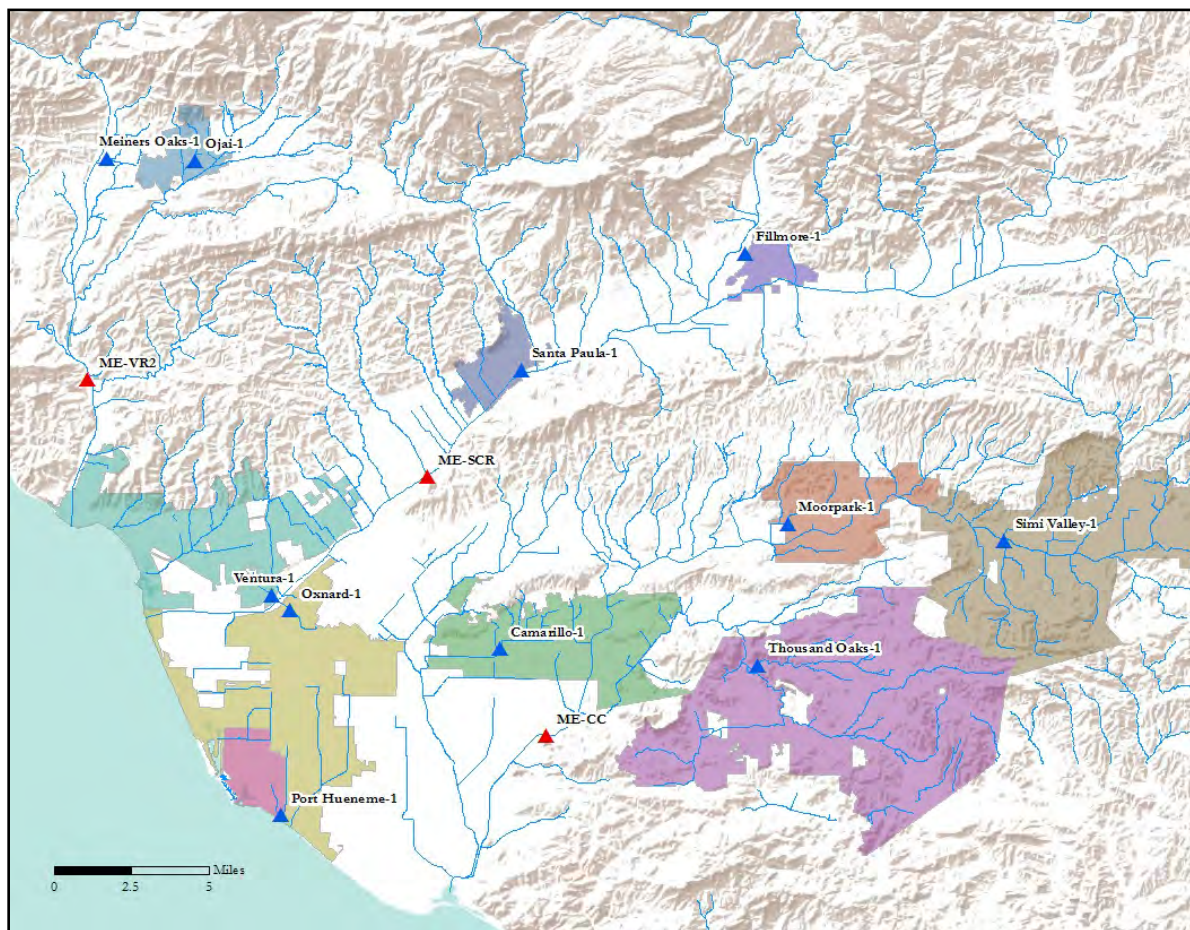 Meiners Oaks-1
Ojai-1
Fillmore-1
Santa Paula-1
ME-VR2
ME-SCR
Moorpark-1
Simi Valley-1
Ventura-1
Oxnard-1
Camarillo-1
Thousand Oaks-1
ME-CC
Port Hueneme-1
Miles
0 2.5 5